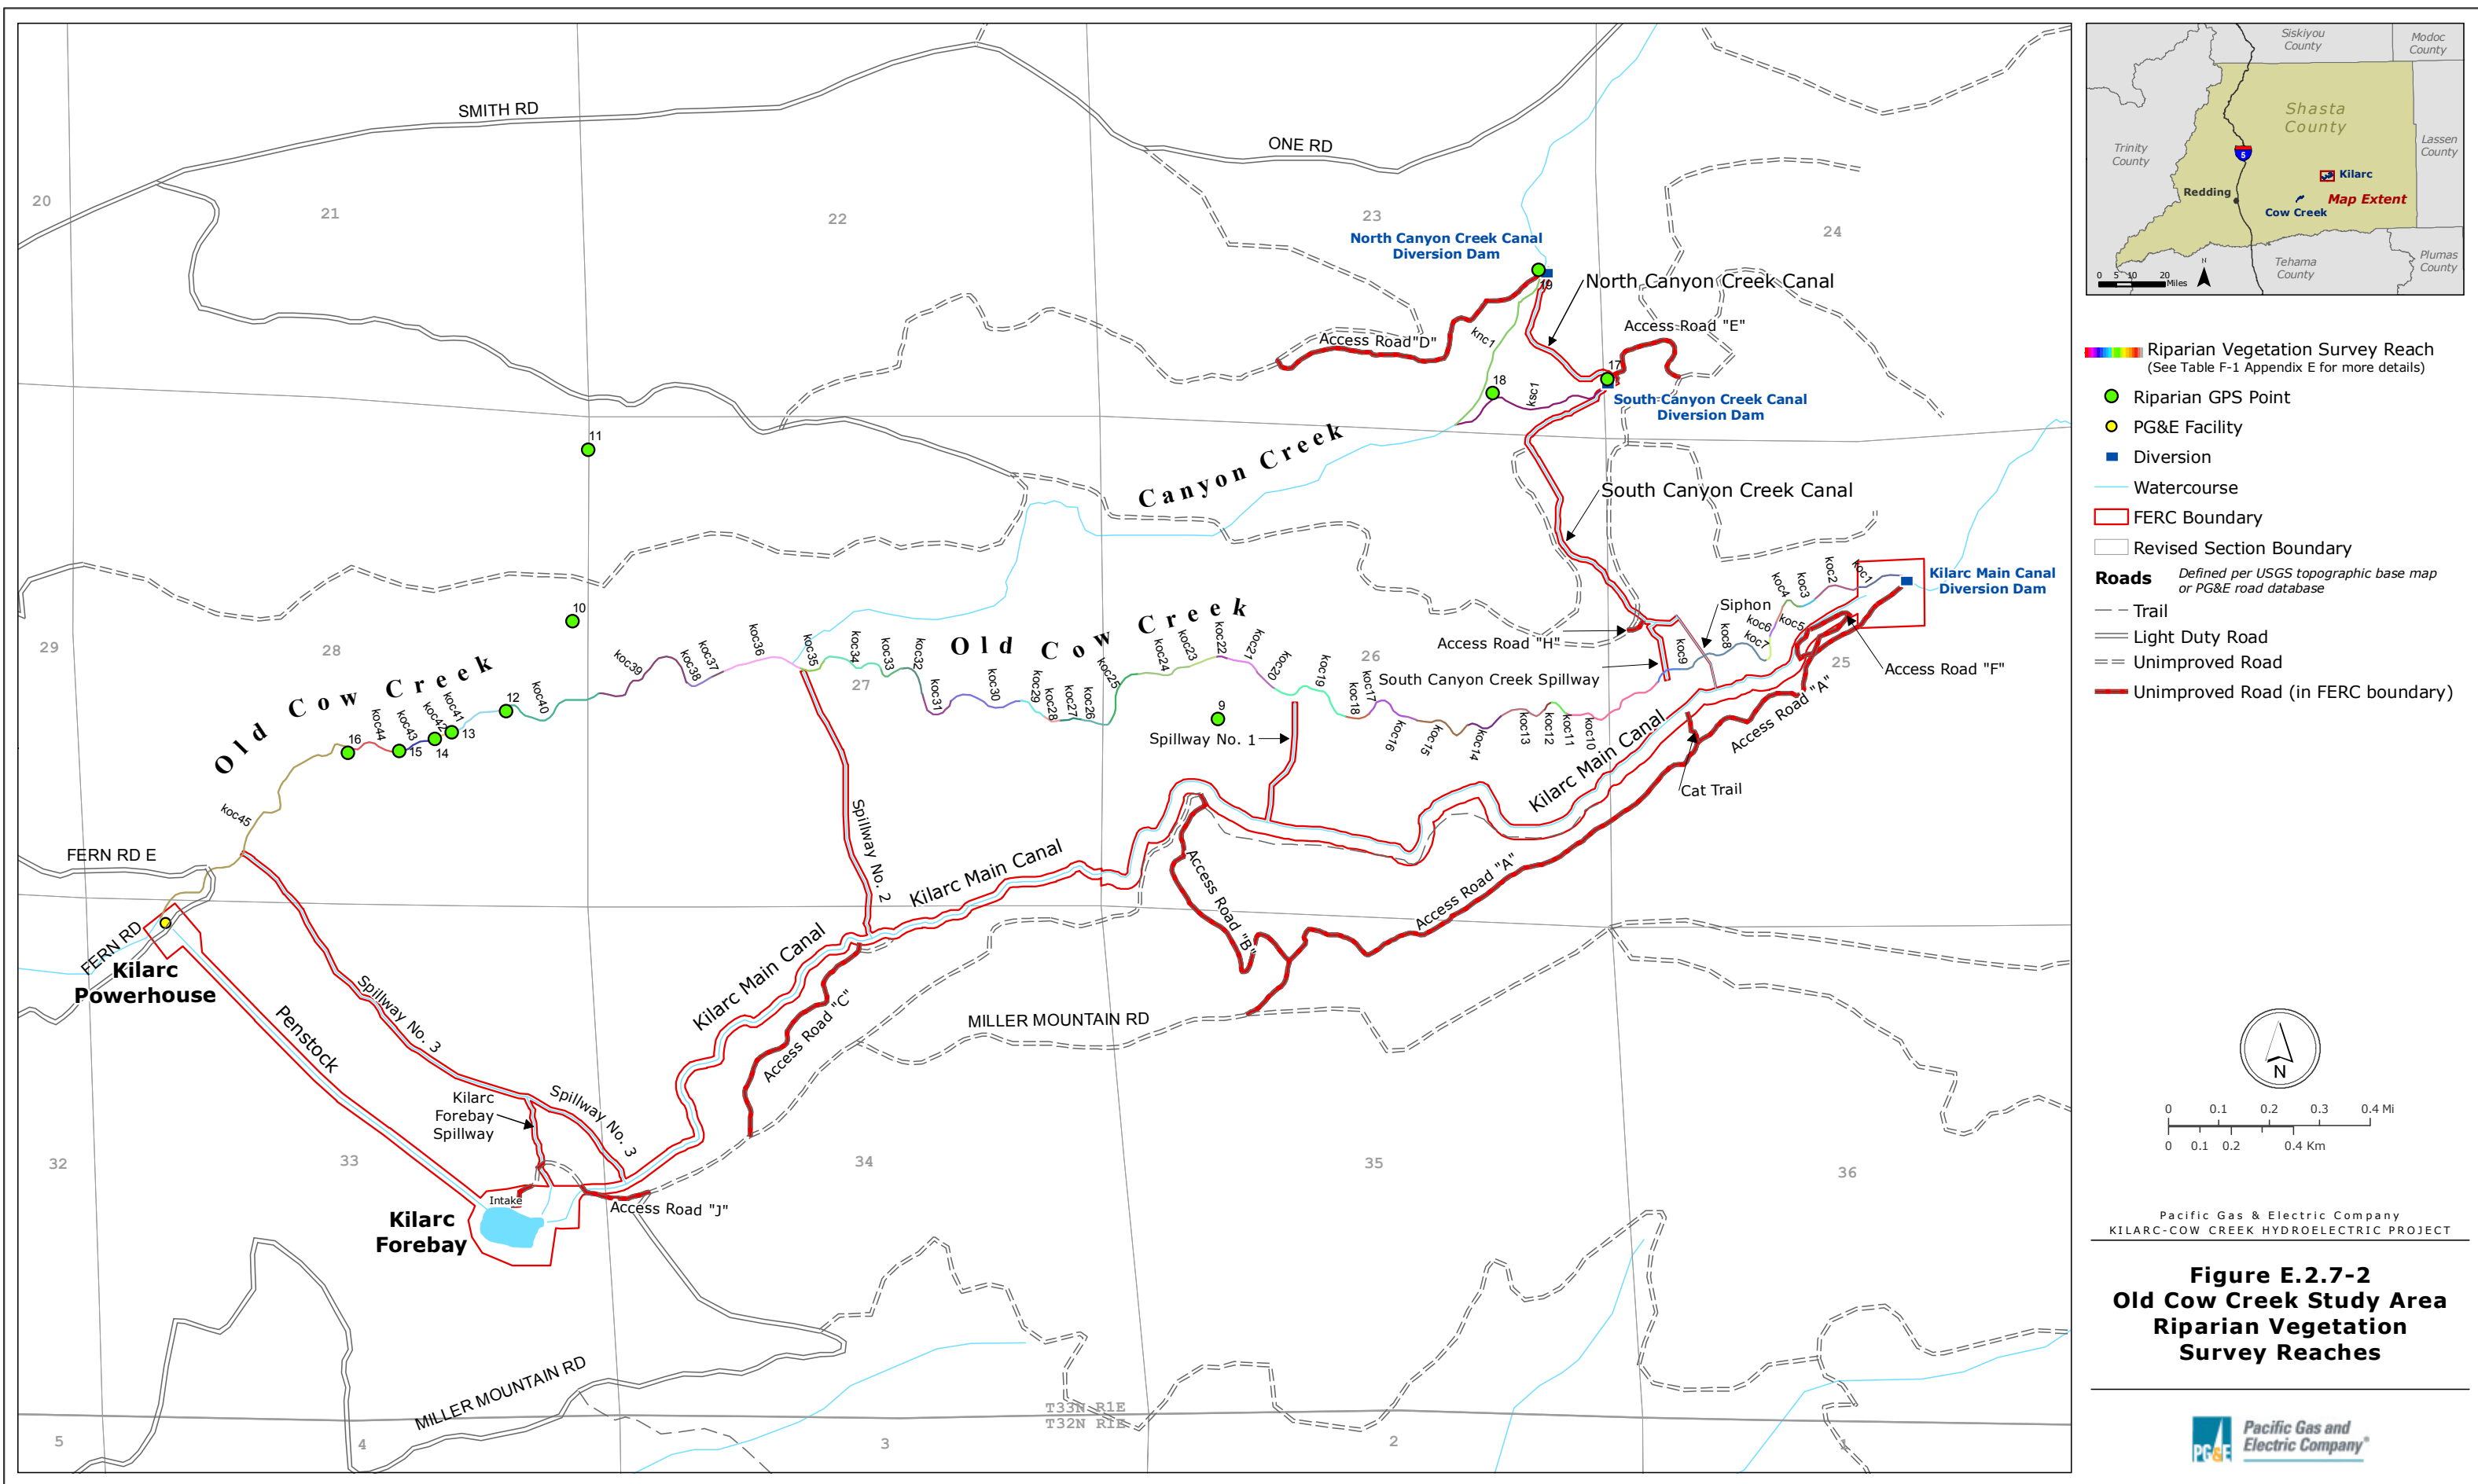 SMITH RD
ONE RD
20
21
22
23
24
North Canyon Creek Canal
Diversion Dam
19
North Canyon Creek Canal
Access Road "E"
Access Road"D"
knc1
17
18
ksc1
South Canyon Creek Canal
Diversion Dam
11
Canyon Creek
South Canyon Creek Canal
Kilarc Main Canal
Diversion Dam
koc1
koc2
koc3
koc4
koc5
koc6
koc7
koc8
koc9
Siphon
Access Road "H"
South Canyon Creek Spillway
Access Road "F"
25
29
28
10
27
26
Old Cow Creek
Old Cow Creek
koc10
koc11
koc12
koc13
koc14
koc15
koc16
koc17
koc18
koc19
koc20
koc21
koc22
koc23
koc24
koc25
koc26
koc27
koc28
koc29
koc30
koc31
koc32
koc33
koc34
koc35
koc36
koc37
koc38
koc39
koc40
koc41
koc42
koc43
koc44
koc45
12
13
14
15
16
9
Spillway No. 1
Access Road "A"
Cat Trail
Kilarc Main Canal
Spillway No. 2
Kilarc Main Canal
Access Road "B"
Access Road "A"
FERN RD E
FERN RD
Kilarc
Powerhouse
Kilarc Main Canal
Access Road "C"
MILLER MOUNTAIN RD
Spillway No. 3
Penstock
Kilarc
Forebay
Spillway
Spillway No. 3
32
33
34
35
36
Intake
Access Road "J"
Kilarc
Forebay
MILLER MOUNTAIN RD
T33N R1E
T32N R1E
5
4
3
2
1
Siskiyou
County
Modoc
County
Shasta
County
Trinity
County
Lassen
County
5
Kilarc
Redding
Map Extent
Cow Creek
Tehama
County
Plumas
County
0 5 10 20
Miles
N
Riparian Vegetation Survey Reach
(See Table F-1 Appendix E for more details)
Riparian GPS Point
PG&E Facility
Diversion
Watercourse
FERC Boundary
Revised Section Boundary
Roads Defined per USGS topographic base map
or PG&E road database
Trail
Light Duty Road
Unimproved Road
Unimproved Road (in FERC boundary)
N
0 0.1 0.2 0.3 0.4 Mi
0 0.1 0.2 0.4 Km
Pacific Gas & Electric Company
KILARC-COW CREEK HYDROELECTRIC PROJECT
Figure E.2.7-2
Old Cow Creek Study Area
Riparian Vegetation
Survey Reaches
PG&E
Pacific Gas and
Electric Company®